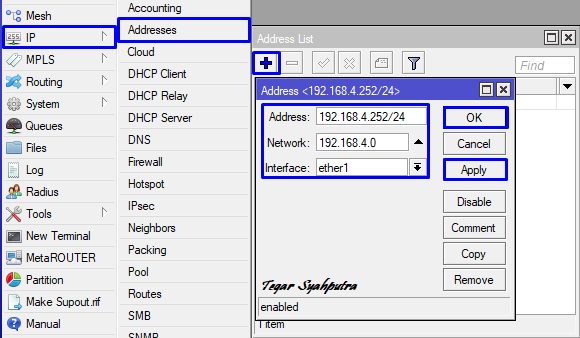 Mesh
IP
MPLS
Routing
System
Queues
Files
Log
Radius
Tools
New Terminal
MetaROUTER
Partition
Make Supout.rif
Manual
Accounting
Addresses
Cloud
DHCP Client
DHCP Relay
DHCP Server
DNS
Firewall
Hotspot
IPsec
Neighbors
Packing
Pool
Routes
SMB
SNMP
Address List
Find
Address <192.168.4.252/24>
Address: 192.168.4.252/24
Network: 192.168.4.0
Interface: ether1
OK
Cancel
Apply
Disable
Comment
Copy
Remove
Tegar Syahputra
enabled
1 item